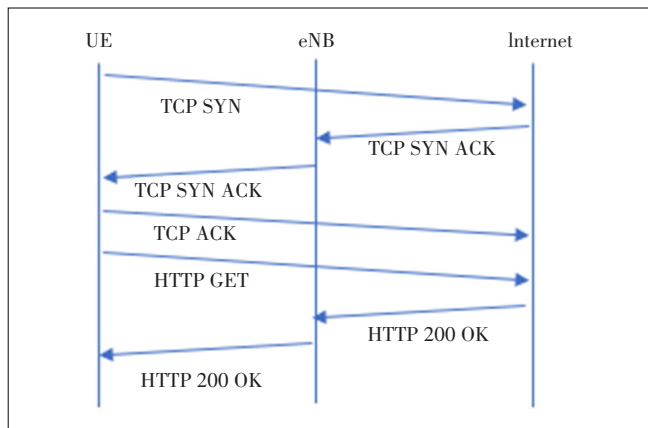 UE eNB Internet
TCP SYN
TCP SYN ACK
TCP SYN ACK
TCP ACK
HTTP GET
HTTP 200 OK
HTTP 200 OK